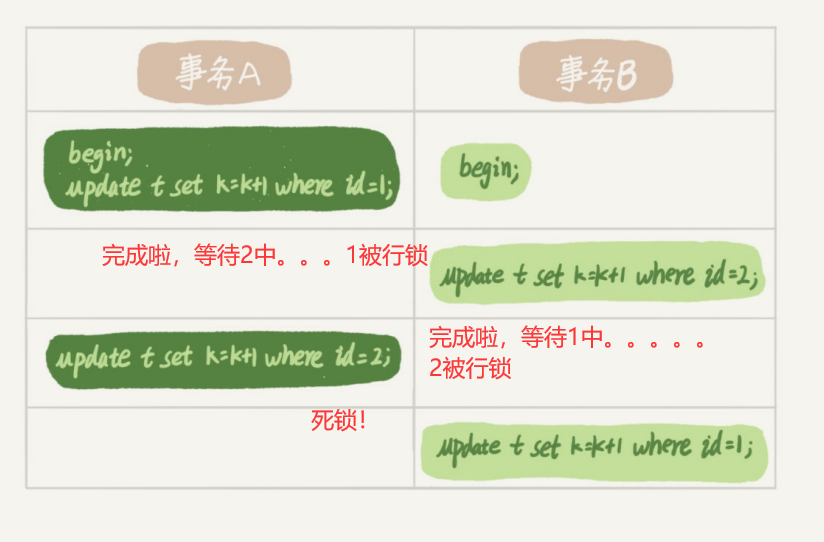 事务A
事务B
begin;
update t set k=k+1 where id=1;
begin;
完成啦，等待2中。。。1被行锁
update t set k=k+1 where id=2;
update t set k=k+1 where id=2;
完成啦，等待1中。。。。。
2被行锁
死锁！
update t set k=k+1 where id=1;